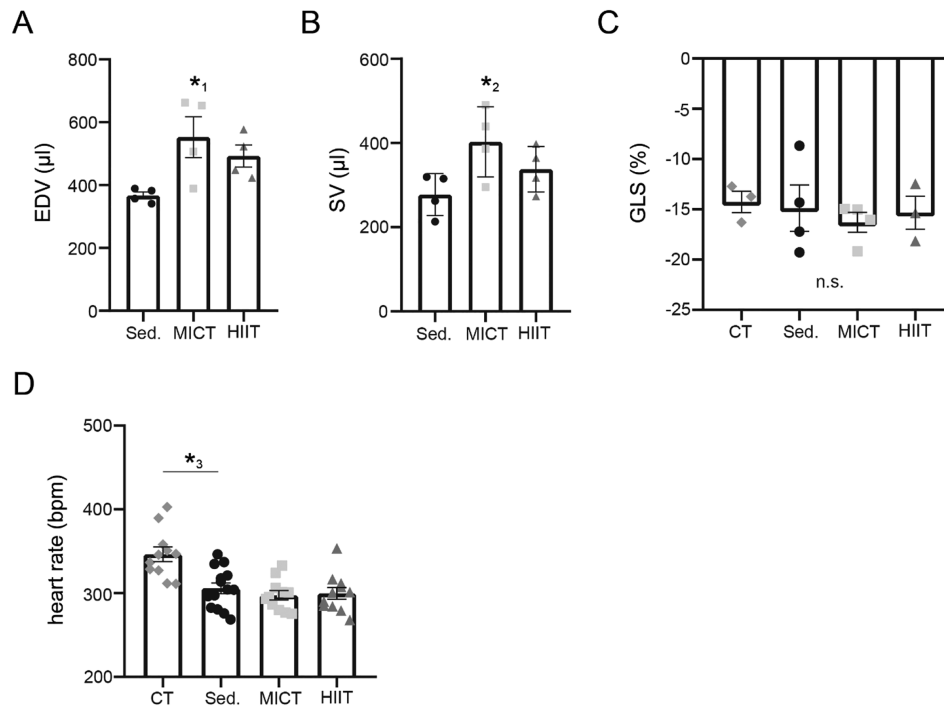 A
B
C
800
600
400
200
0
EDV (µl)
*1
Sed. MICT HIIT
600
400
200
0
SV (µl)
*2
Sed. MICT HIIT
0
-5
-10
-15
-20
-25
GLS (%)
n.s.
CT Sed. MICT HIIT
D
500
400
300
200
heart rate (bpm)
*3
CT Sed. MICT HIIT